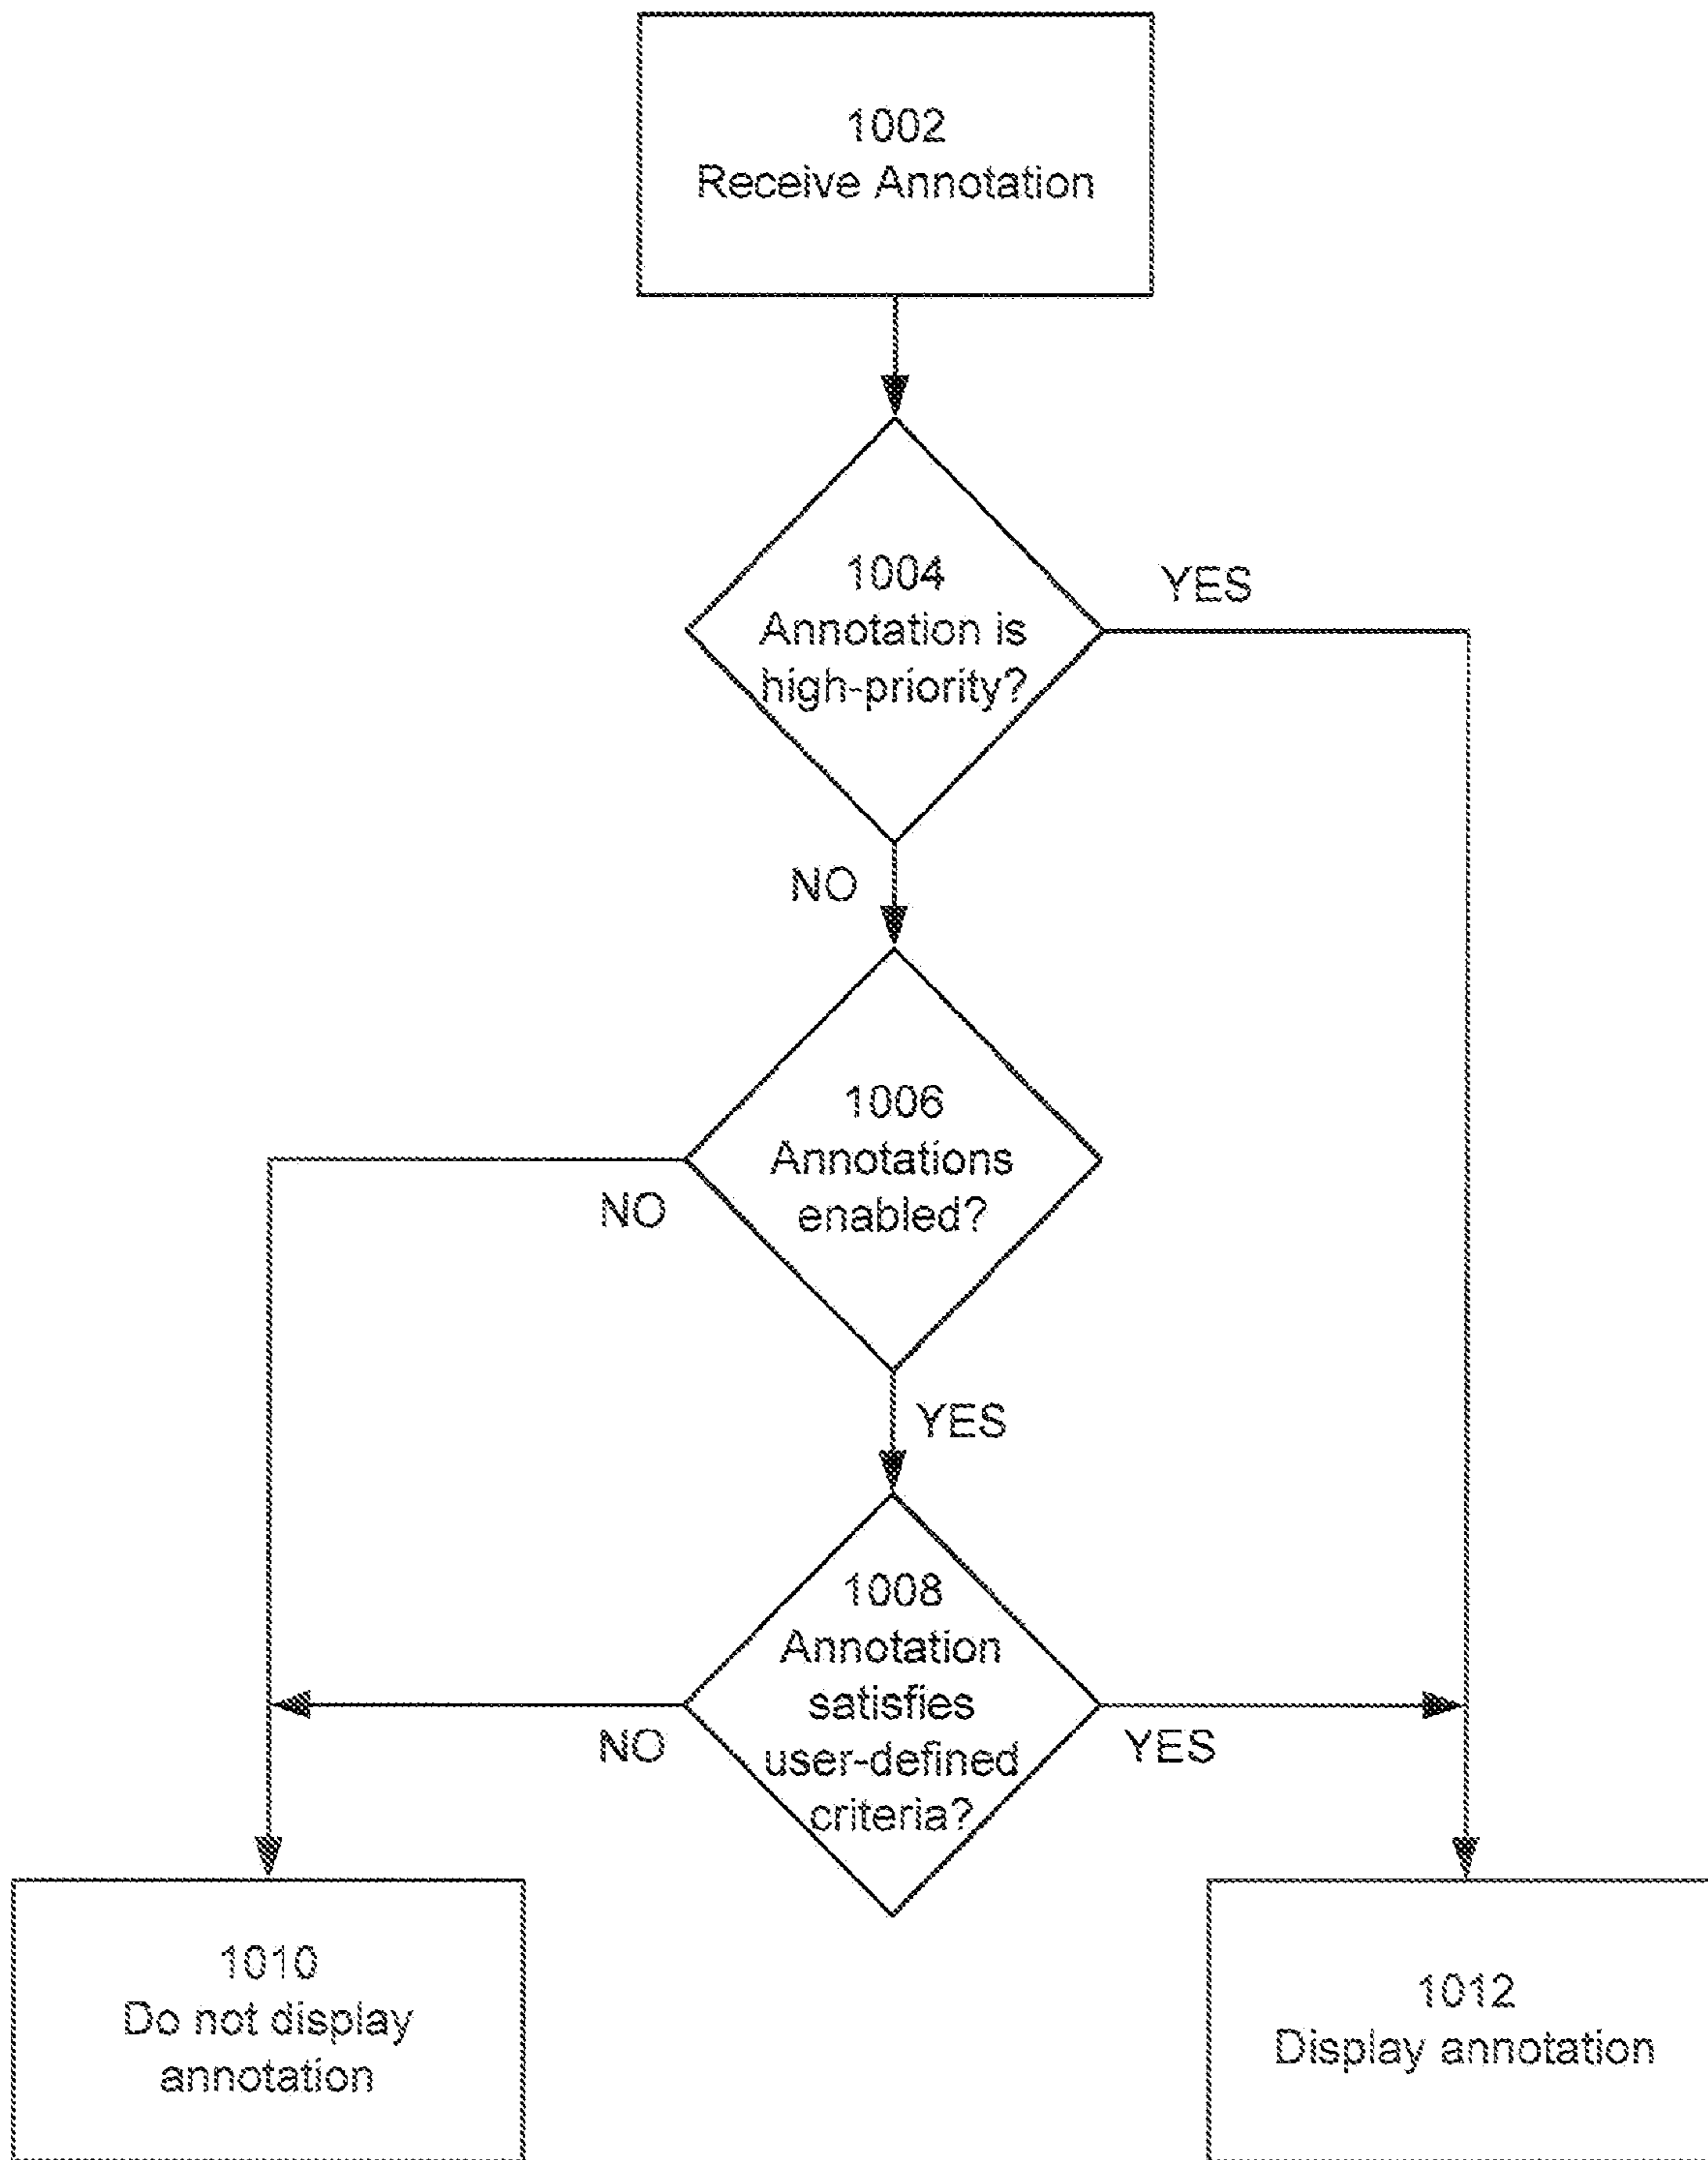 1002
Receive Annotation
1004
Annotation is
high-priority?
YES
NO
1006
Annotations
enabled?
NO
YES
1008
Annotation
satisfies
user-defined
criteria?
NO
YES
1010
Do not display
annotation
1012
Display annotation